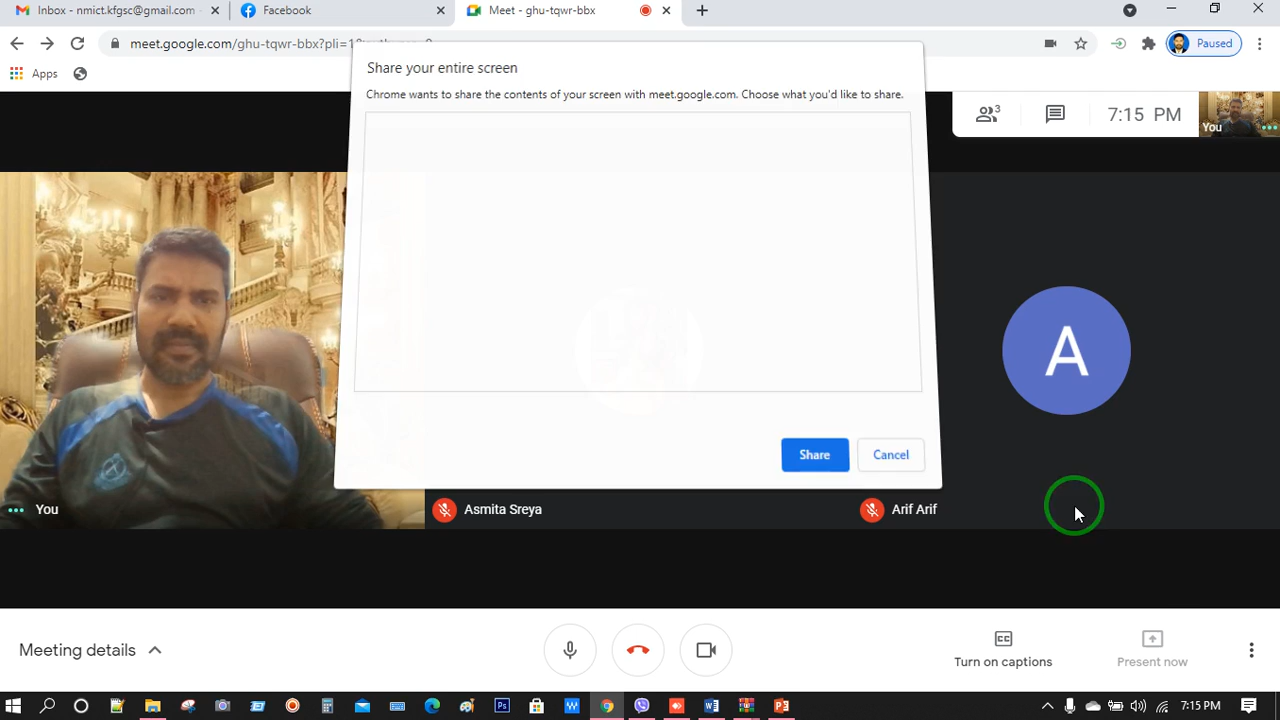 Inbox - nmict.kfgsc@gmail.com
Facebook
Meet - ghu-tqwr-bbx
meet.google.com/ghu-tqwr-bbx?pli=1
Paused
Apps
Share your entire screen
Chrome wants to share the contents of your screen with meet.google.com. Choose what you'd like to share.
3
7:15 PM
You
A
Share
Cancel
You
Asmita Sreya
Arif Arif
Meeting details
CC
Turn on captions
Present now
7:15 PM